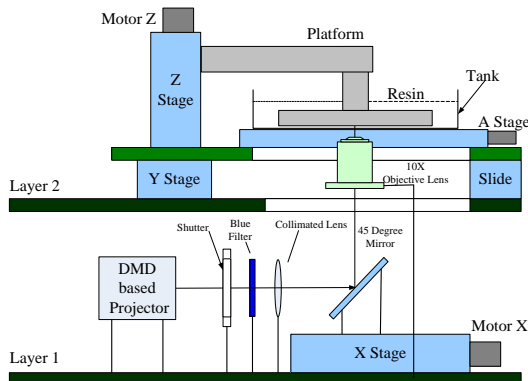 Motor Z
Platform
Z
Stage
Resin
Tank
A Stage
10X
Objective Lens
Y Stage
Slide
Layer 2
Shutter
Blue
Filter
Collimated Lens
45 Degree
Mirror
DMD
based
Projector
Motor X
X Stage
Layer 1